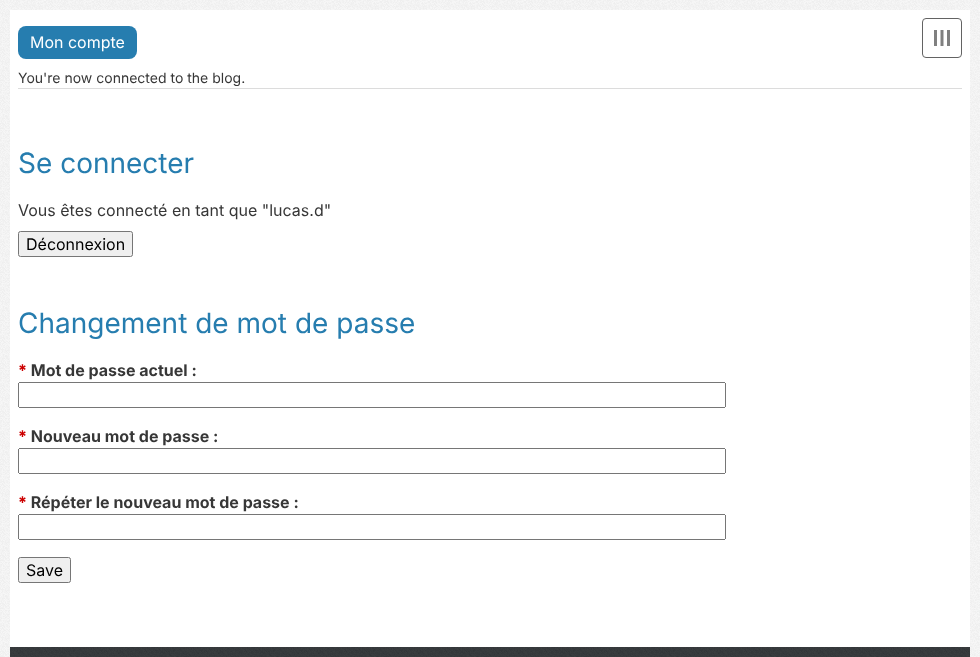 Mon compte
You're now connected to the blog.
Se connecter
Vous êtes connecté en tant que "lucas.d"
Déconnexion
Changement de mot de passe
* Mot de passe actuel :
* Nouveau mot de passe :
* Répéter le nouveau mot de passe :
Save